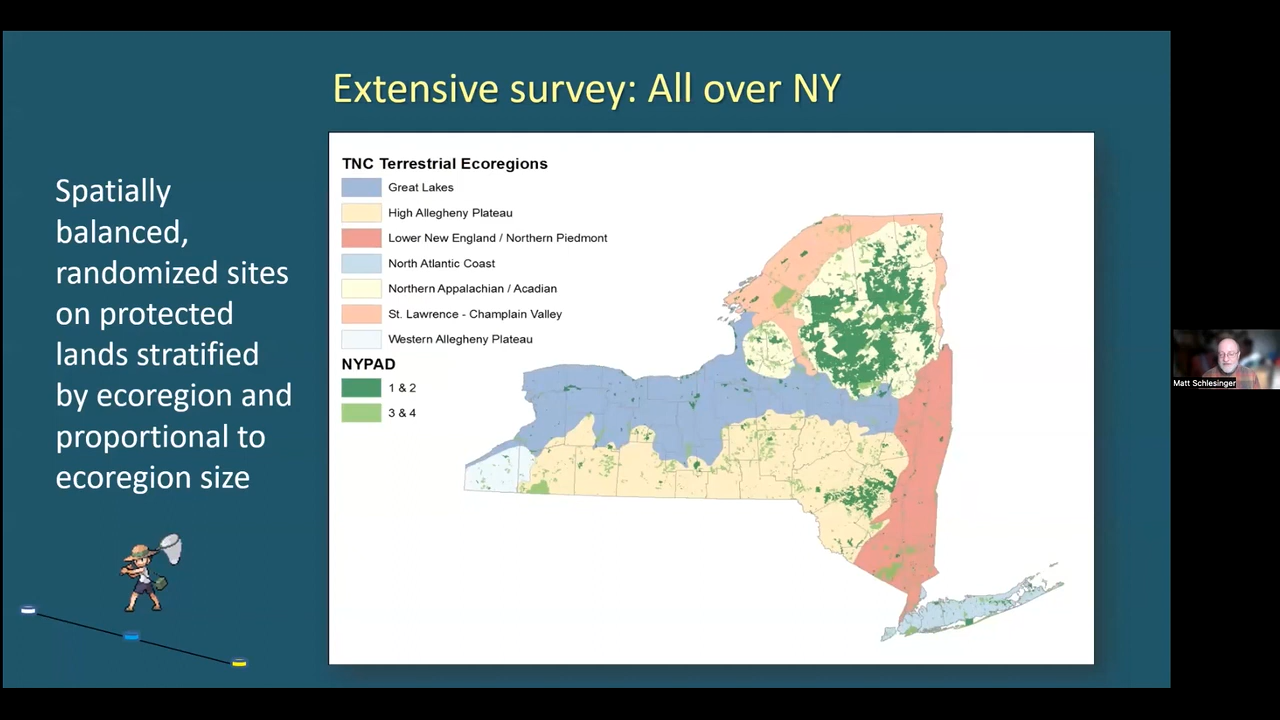 Extensive survey: All over NY
Spatially
balanced,
randomized sites
on protected
lands stratified
by ecoregion and
proportional to
ecoregion size
TNC Terrestrial Ecoregions
Great Lakes
High Allegheny Plateau
Lower New England / Northern Piedmont
North Atlantic Coast
Northern Appalachian / Acadian
St. Lawrence - Champlain Valley
Western Allegheny Plateau
NYPAD
1 & 2
3 & 4
Matt Schlesinger